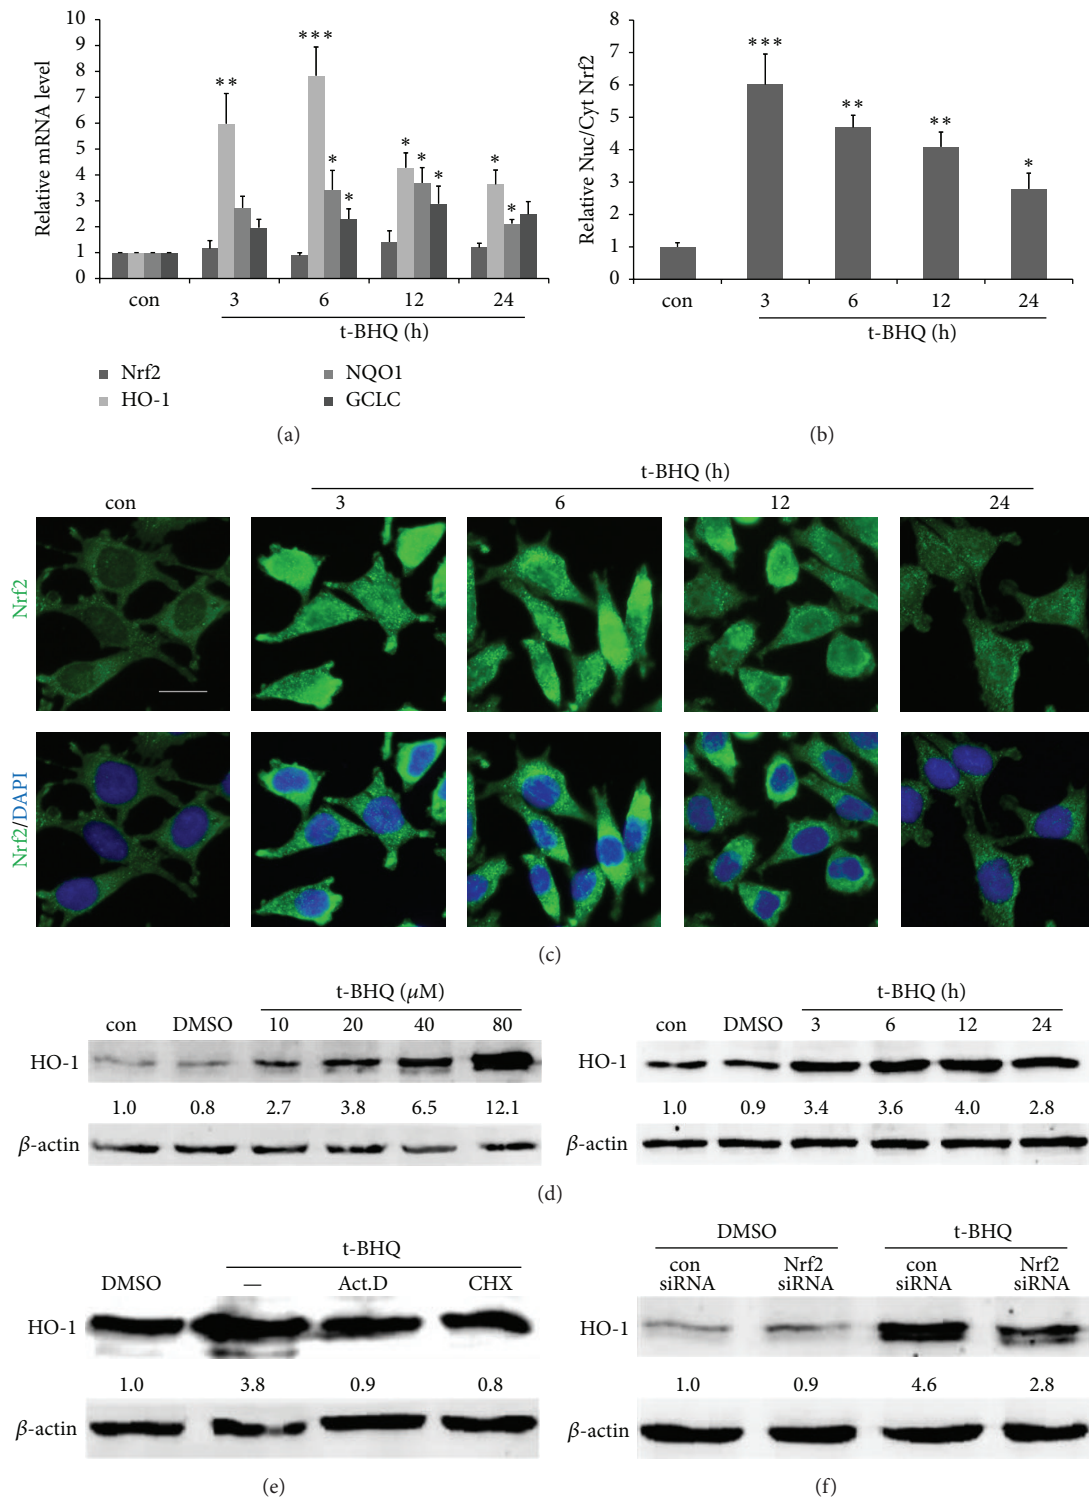 10
9
8
7
6
5
4
3
2
1
0
Relative mRNA level
** *** * * * * * * *
con 3 6 12 24
t-BHQ (h)
Nrf2 NQO1
HO-1 GCLC
(a)
8
7
6
5
4
3
2
1
0
Relative Nuc/Cyt Nrf2
*** ** ** *
con 3 6 12 24
t-BHQ (h)
(b)
t-BHQ (h)
con 3 6 12 24
Nrf2
Nrf2/DAPI
(c)
t-BHQ (μM)
con DMSO 10 20 40 80
HO-1
1.0 0.8 2.7 3.8 6.5 12.1
β-actin
t-BHQ (h)
con DMSO 3 6 12 24
HO-1
1.0 0.9 3.4 3.6 4.0 2.8
β-actin
(d)
t-BHQ
DMSO — Act.D CHX
HO-1
1.0 3.8 0.9 0.8
β-actin
(e)
DMSO t-BHQ
con Nrf2 con Nrf2
siRNA siRNA siRNA siRNA
HO-1
1.0 0.9 4.6 2.8
β-actin
(f)